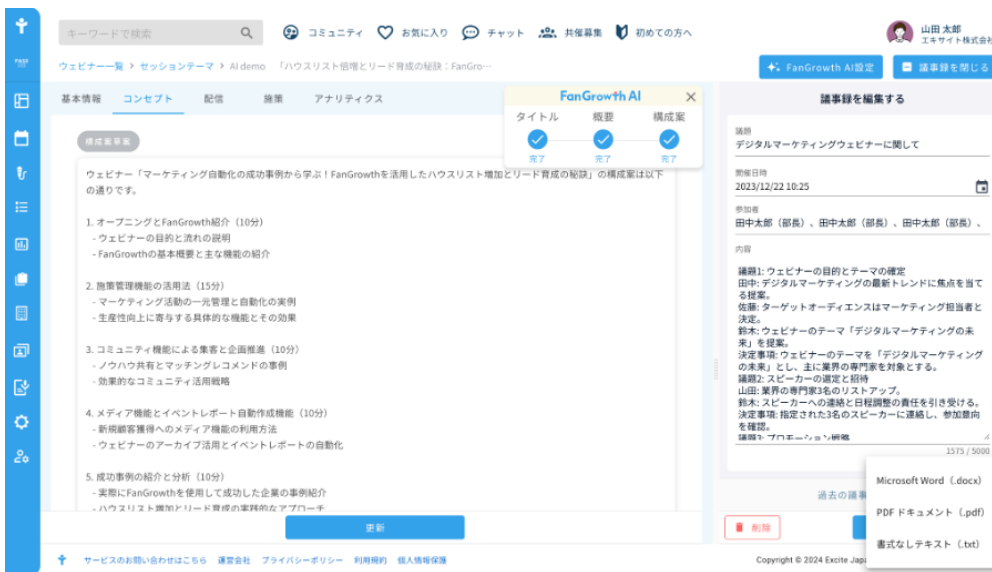 キーワードで検索
コミュニティ
お気に入り
チャット
共催募集
初めての方へ
山田 太郎
エキサイト株式会社
ウェビナー一覧 > セッションテーマ > AI demo 「ハウスリスト倍増とリード育成の秘訣：FanGro…
FanGrowth AI設定
議事録を閉じる
基本情報
コンセプト
配信
施策
アナリティクス
FanGrowth AI
タイトル 概要 構成案
完了 完了 完了
構成案草案
ウェビナー「マーケティング自動化の成功事例から学ぶ！FanGrowthを活用したハウスリスト増加とリード育成の秘訣」の構成案は以下
の通りです。
1. オープニングとFanGrowth紹介（10分）
- ウェビナーの目的と流れの説明
- FanGrowthの基本概要と主な機能の紹介
2. 施策管理機能の活用法（15分）
- マーケティング活動の一元管理と自動化の実例
- 生産性向上に寄与する具体的な機能とその効果
3. コミュニティ機能による集客と企画推進（10分）
- ノウハウ共有とマッチングレコメンドの事例
- 効果的なコミュニティ活用戦略
4. メディア機能とイベントレポート自動作成機能（10分）
- 新規顧客獲得へのメディア機能の利用方法
- ウェビナーのアーカイブ活用とイベントレポートの自動化
5. 成功事例の紹介と分析（10分）
- 実際にFanGrowthを使用して成功した企業の事例紹介
- ハウスリスト増加とリード育成の実践的なアプローチ
更新
議事録を編集する
議題
デジタルマーケティングウェビナーに関して
開催日時
2023/12/22 10:25
参加者
田中太郎（部長）、田中太郎（部長）、田中太郎（部長）、
内容
議題1: ウェビナーの目的とテーマの確定
田中: デジタルマーケティングの最新トレンドに焦点を当て
る提案。
佐藤: ターゲットオーディエンスはマーケティング担当者と
決定。
鈴木: ウェビナーのテーマ「デジタルマーケティングの未
来」を提案。
決定事項: ウェビナーのテーマを「デジタルマーケティング
の未来」とし、主に業界の専門家を対象とする。
議題2: スピーカーの選定と招待
山田: 業界の専門家3名のリストアップ。
鈴木: スピーカーへの連絡と日程調整の責任を引き受ける。
決定事項: 指定された3名のスピーカーに連絡し、参加意向
を確認。
議題3: プロモーション戦略
1575 / 5000
過去の議事
Microsoft Word（.docx）
PDF ドキュメント（.pdf）
書式なしテキスト（.txt）
削除
サービスのお問い合わせはこちら 運営会社 プライバシーポリシー 利用規約 個人情報保護
Copyright © 2024 Excite Japa